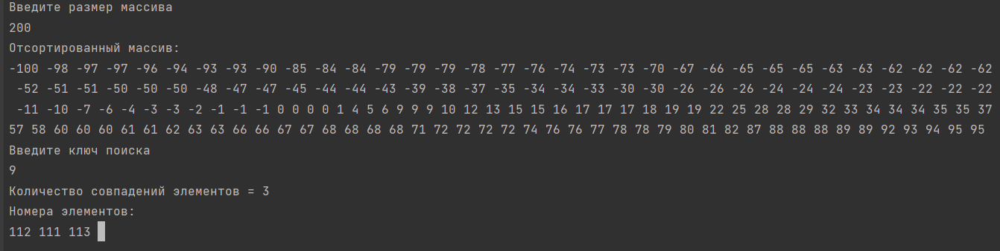 Введите размер массива
200
Отсортированный массив:
-100 -98 -97 -97 -96 -94 -93 -93 -90 -85 -84 -84 -79 -79 -79 -78 -77 -76 -74 -73 -73 -70 -67 -66 -65 -65 -65 -63 -63 -62 -62 -62 -62
-52 -51 -51 -50 -50 -50 -48 -47 -47 -45 -44 -44 -43 -39 -38 -37 -35 -34 -34 -33 -30 -30 -26 -26 -26 -24 -24 -24 -23 -23 -22 -22 -22
-11 -10 -7 -6 -4 -3 -3 -2 -1 -1 -1 0 0 0 0 1 4 5 6 9 9 9 10 12 13 15 15 16 17 17 17 18 19 19 22 25 28 28 29 32 33 34 34 34 35 35 37
57 58 60 60 60 61 61 62 63 63 66 66 67 67 68 68 68 68 71 72 72 72 72 74 76 76 77 78 78 79 80 81 82 87 88 88 88 89 89 92 93 94 95 95
Введите ключ поиска
9
Количество совпадений элементов = 3
Номера элементов:
112 111 113